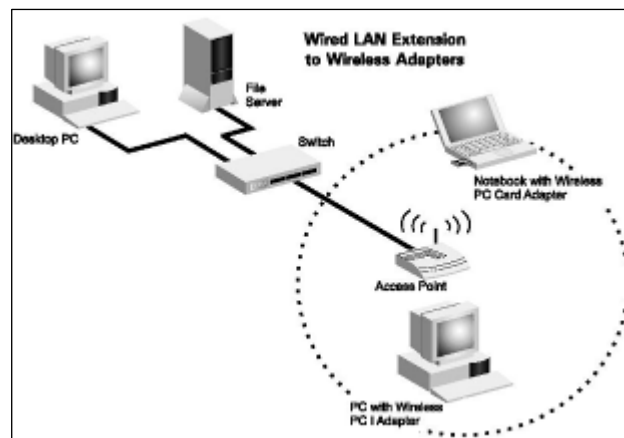 Wired LAN Extension
to Wireless Adapters
File
Server
Desktop PC
Switch
Notebook with Wireless
PC Card Adapter
Access Point
PC with Wireless
PC I Adapter